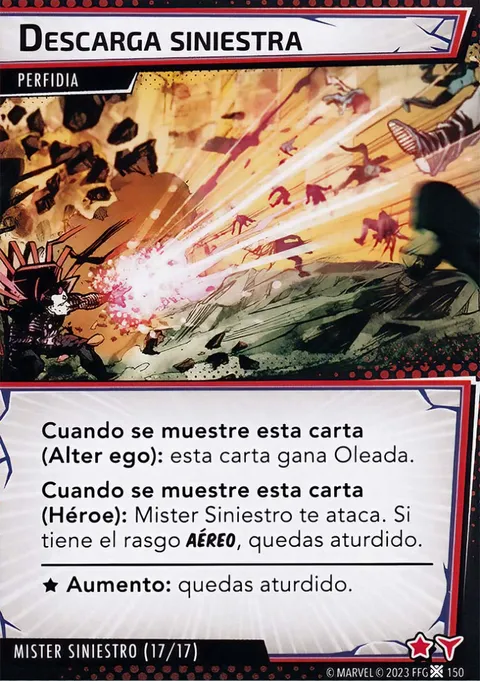 DESCARGA SINIESTRA
PERFIDIA
Cuando se muestre esta carta
(Alter ego): esta carta gana Oleada.
Cuando se muestre esta carta
(Héroe): Mister Siniestro te ataca. Si
tiene el rasgo AÉREO, quedas aturdido.
★ Aumento: quedas aturdido.
MISTER SINIESTRO (17/17)
© MARVEL © 2023 FFG 150